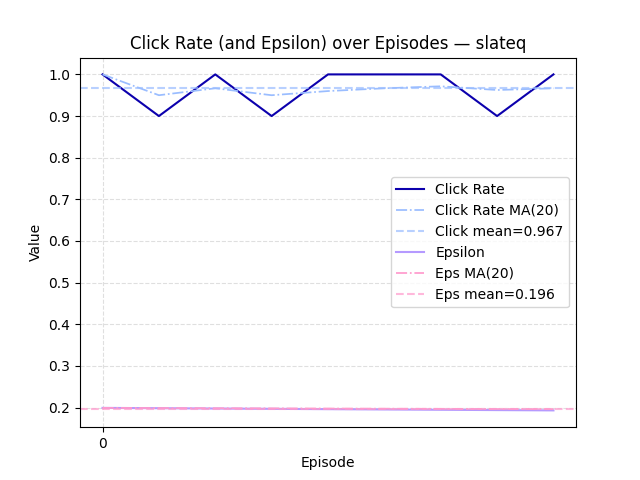 Click Rate (and Epsilon) over Episodes — slateq
1.0
0.9
0.8
0.7
0.6
0.5
0.4
0.3
0.2
Value
Click Rate
Click Rate MA(20)
Click mean=0.967
Epsilon
Eps MA(20)
Eps mean=0.196
0
Episode